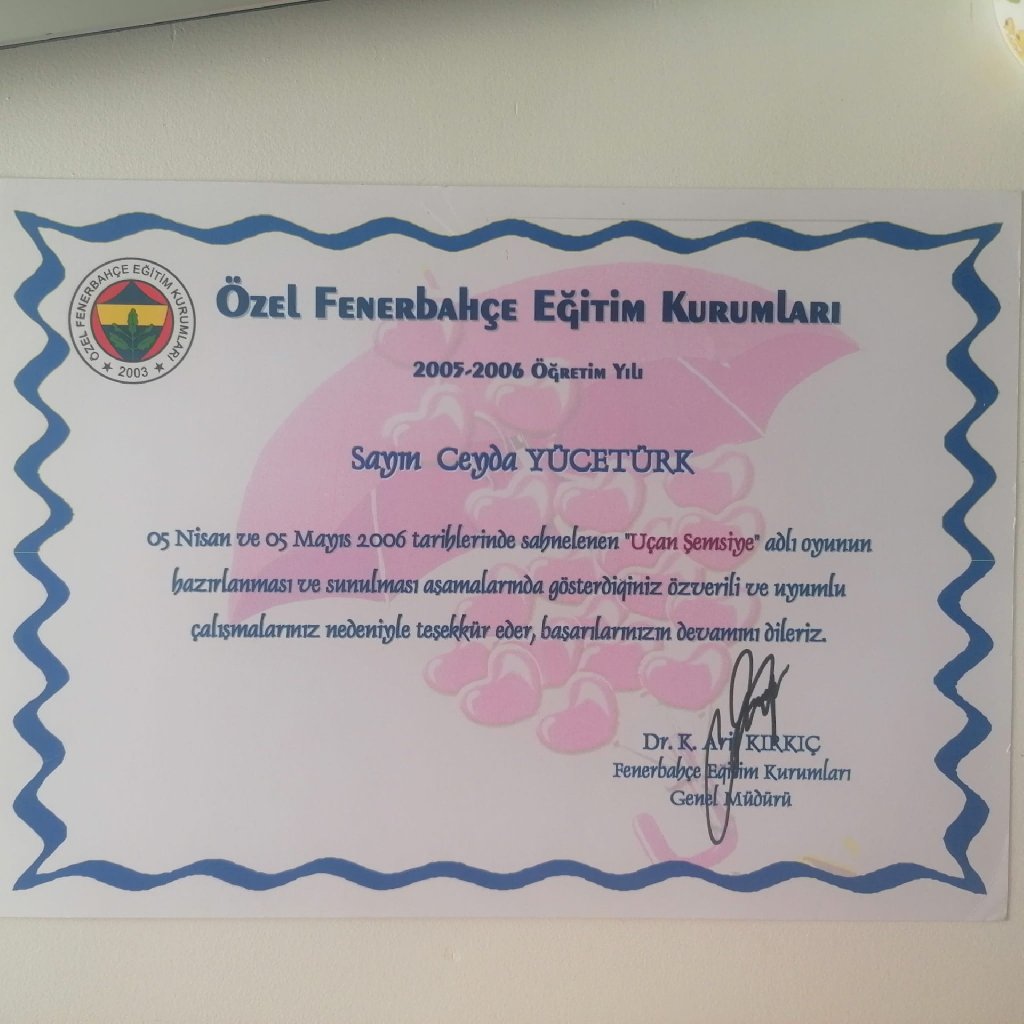 ÖZEL FENERBAHÇE EĞİTİM KURUMLARI
★ 2003 ★
Özel Fenerbahçe Eğitim Kurumları
2005-2006 Öğretim Yılı
Sayın Ceyda YÜCETÜRK
05 Nisan ve 05 Mayıs 2006 tarihlerinde sahnelenen "Uçan Şemsiye" adlı oyunun
hazırlanması ve sunulması aşamalarında gösterdiğiniz özverili ve uyumlu
çalışmalarınız nedeniyle teşekkür eder, başarılarınızın devamını dileriz.
Dr. K. Arif KIRKIÇ
Fenerbahçe Eğitim Kurumları
Genel Müdürü